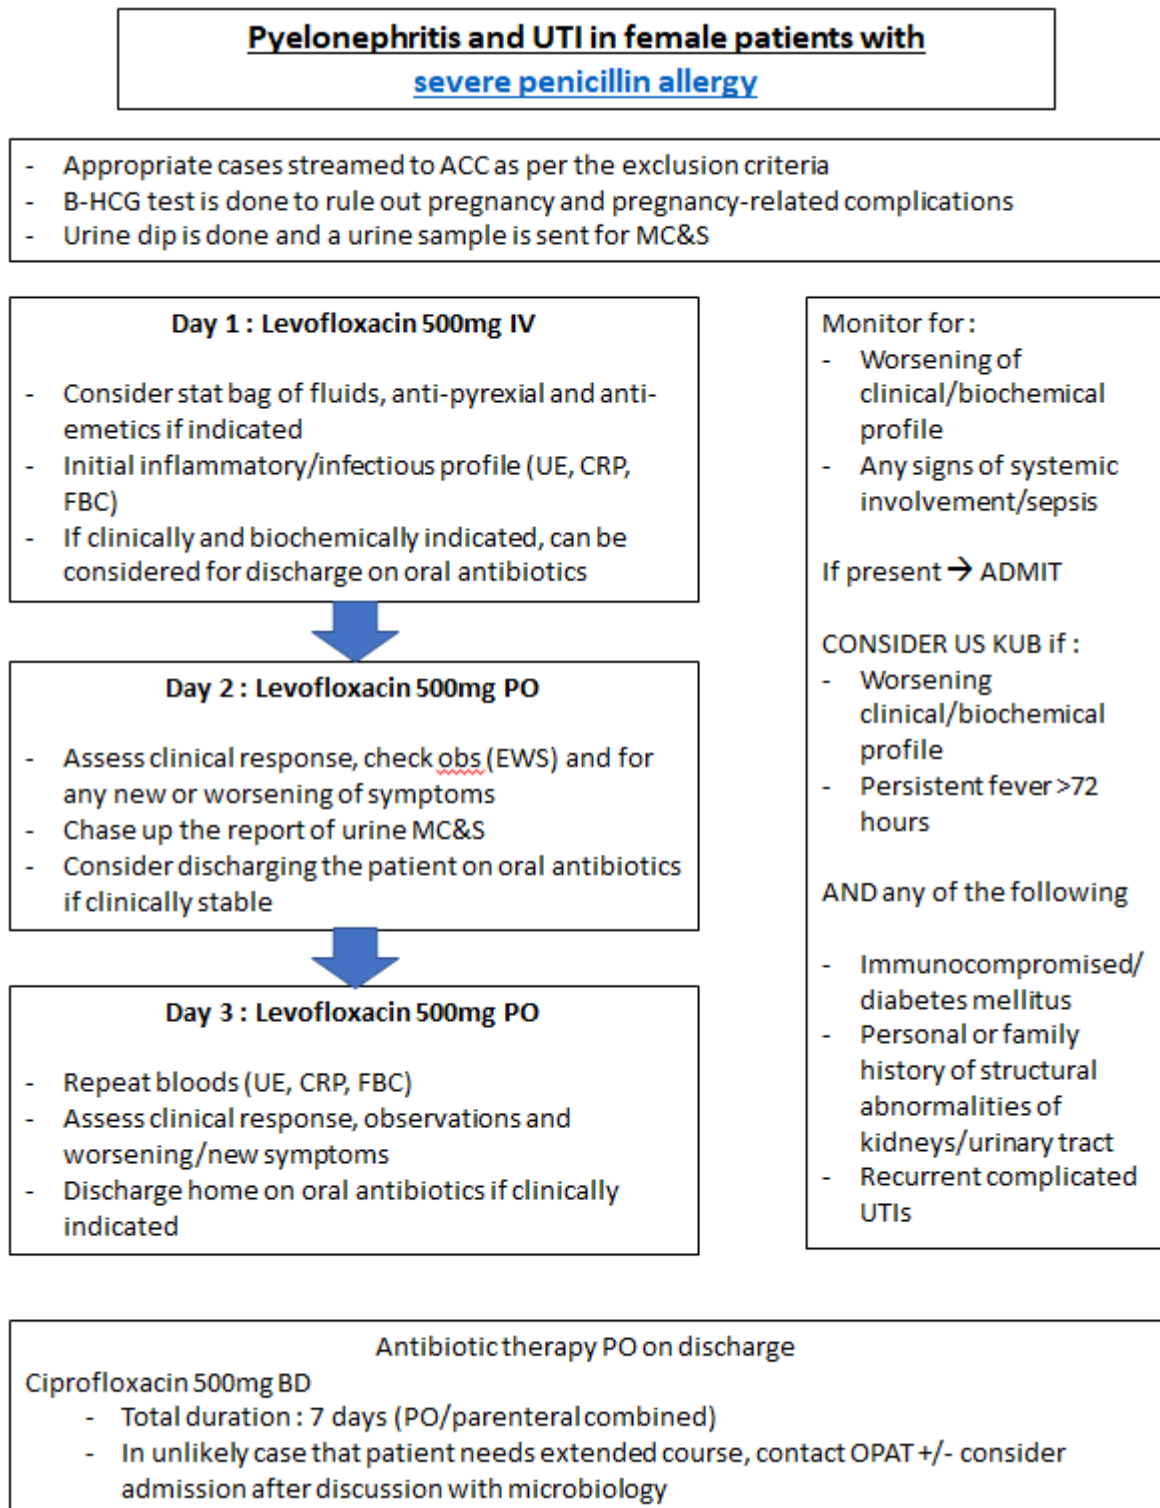 Pyelonephritis and UTI in female patients with
severe penicillin allergy
- Appropriate cases streamed to ACC as per the exclusion criteria
- B-HCG test is done to rule out pregnancy and pregnancy-related complications
- Urine dip is done and a urine sample is sent for MC&S
Day 1 : Levofloxacin 500mg IV
- Consider stat bag of fluids, anti-pyrexial and anti-
emetics if indicated
- Initial inflammatory/infectious profile (UE, CRP,
FBC)
- If clinically and biochemically indicated, can be
considered for discharge on oral antibiotics
Day 2 : Levofloxacin 500mg PO
- Assess clinical response, check obs (EWS) and for
any new or worsening of symptoms
- Chase up the report of urine MC&S
- Consider discharging the patient on oral antibiotics
if clinically stable
Day 3 : Levofloxacin 500mg PO
- Repeat bloods (UE, CRP, FBC)
- Assess clinical response, observations and
worsening/new symptoms
- Discharge home on oral antibiotics if clinically
indicated
Monitor for :
- Worsening of
clinical/biochemical
profile
- Any signs of systemic
involvement/sepsis
If present → ADMIT
CONSIDER US KUB if :
- Worsening
clinical/biochemical
profile
- Persistent fever >72
hours
AND any of the following
- Immunocompromised/
diabetes mellitus
- Personal or family
history of structural
abnormalities of
kidneys/urinary tract
- Recurrent complicated
UTIs
Antibiotic therapy PO on discharge
Ciprofloxacin 500mg BD
- Total duration : 7 days (PO/parenteral combined)
- In unlikely case that patient needs extended course, contact OPAT +/- consider
admission after discussion with microbiology